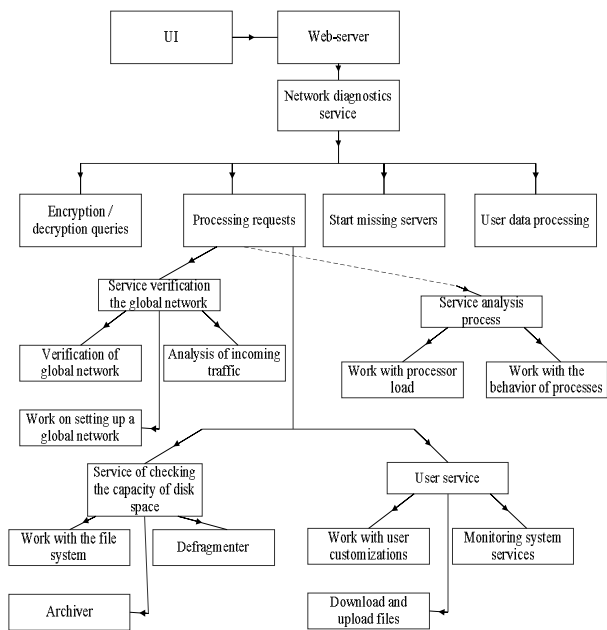 UI
Web-server
Network diagnostics
service
Encryption /
decryption queries
Processing requests
Start missing servers
User data processing
Service verification
the global network
Service analysis
process
Verification of
global network
Analysis of incoming
traffic
Work with processor
load
Work with the
behavior of processes
Work on setting up a
global network
Service of checking
the capacity of disk
space
User service
Work with the file
system
Defragmenter
Work with user
customizations
Monitoring system
services
Archiver
Download and
upload files